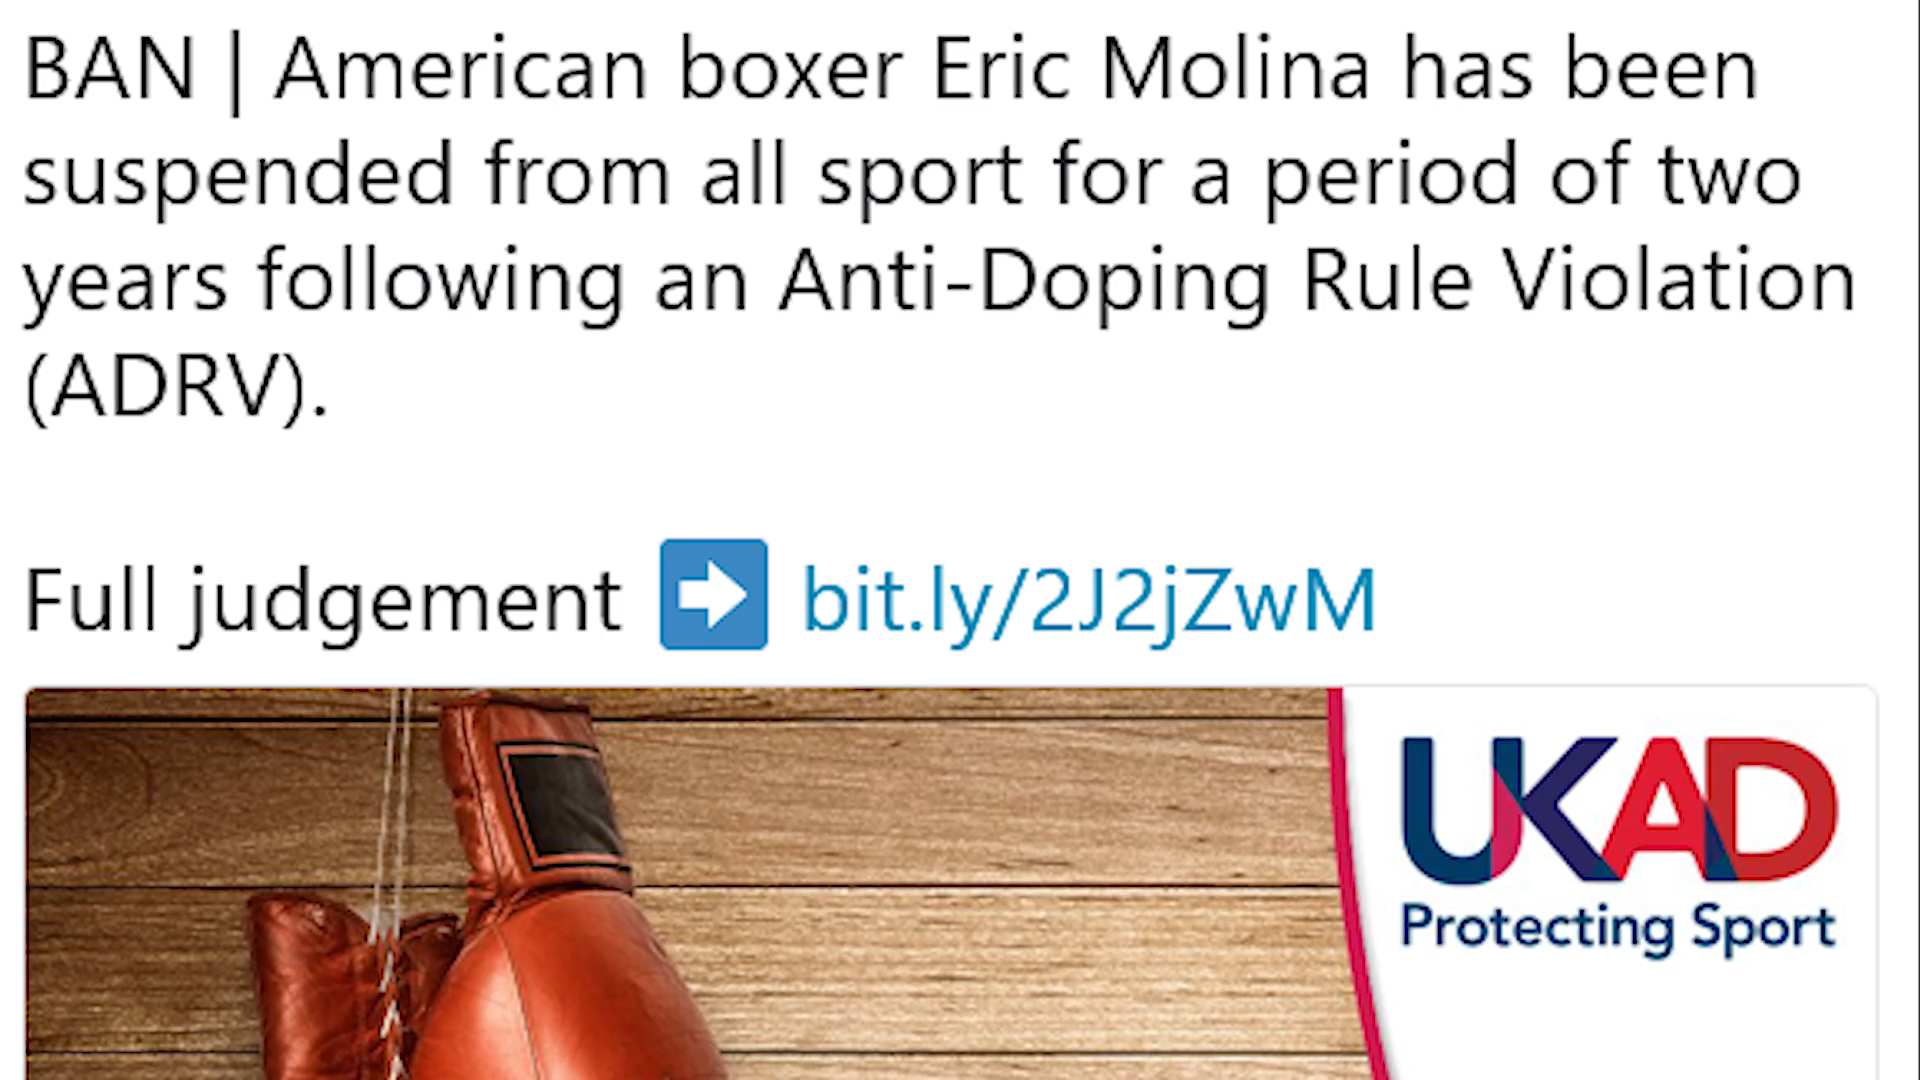 BAN | American boxer Eric Molina has been
suspended from all sport for a period of two
years following an Anti-Doping Rule Violation
(ADRV).
Full judgement ➡ bit.ly/2J2jZwM
UKAD
Protecting Sport